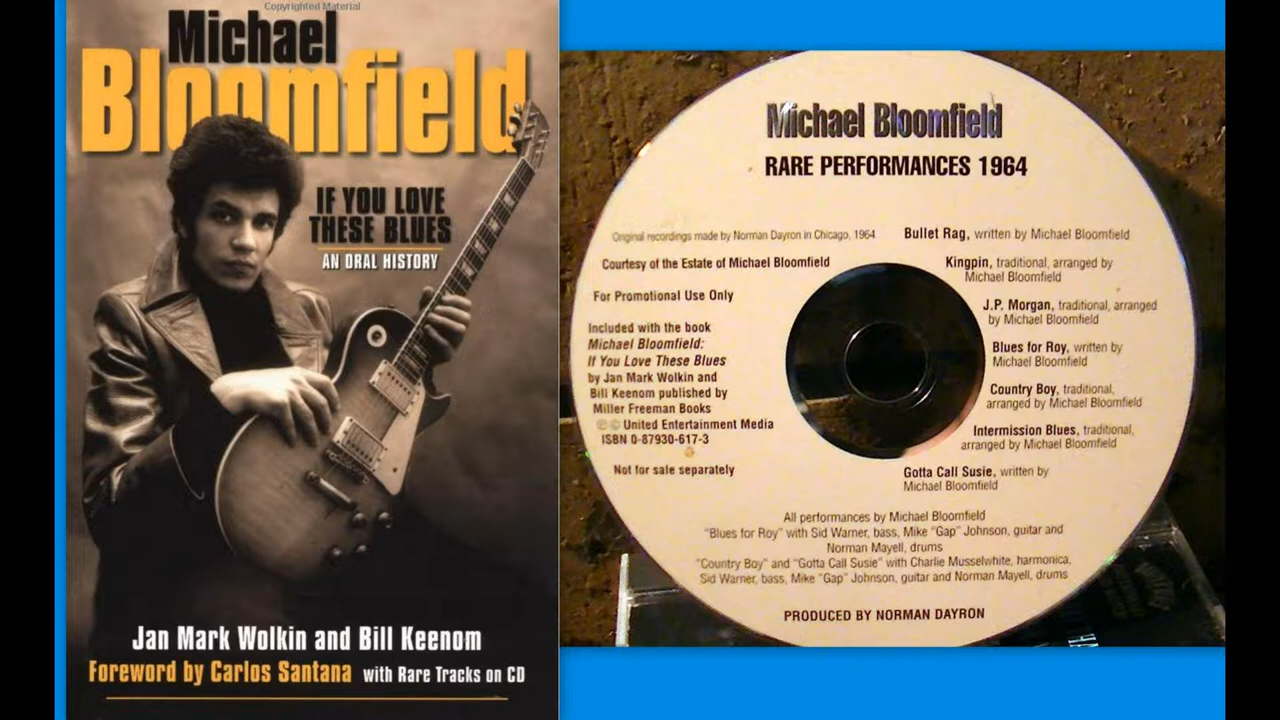 Copyrighted Material
Michael
Bloomfield
IF YOU LOVE
THESE BLUES
AN ORAL HISTORY
Jan Mark Wolkin and Bill Keenom
Foreword by Carlos Santana with Rare Tracks on CD
Michael Bloomfield
RARE PERFORMANCES 1964
Original recordings made by Norman Dayron in Chicago, 1964
Courtesy of the Estate of Michael Bloomfield
For Promotional Use Only
Included with the book
Michael Bloomfield:
If You Love These Blues
by Jan Mark Wolkin and
Bill Keenom published by
Miller Freeman Books
℗ © United Entertainment Media
ISBN 0-87930-617-3
Not for sale separately
Bullet Rag, written by Michael Bloomfield
Kingpin, traditional, arranged by
Michael Bloomfield
J.P. Morgan, traditional, arranged
by Michael Bloomfield
Blues for Roy, written by
Michael Bloomfield
Country Boy, traditional,
arranged by Michael Bloomfield
Intermission Blues, traditional,
arranged by Michael Bloomfield
Gotta Call Susie, written by
Michael Bloomfield
All performances by Michael Bloomfield
"Blues for Roy" with Sid Warner, bass, Mike "Gap" Johnson, guitar and
Norman Mayell, drums
"Country Boy" and "Gotta Call Susie" with Charlie Musselwhite, harmonica,
Sid Warner, bass, Mike "Gap" Johnson, guitar and Norman Mayell, drums
PRODUCED BY NORMAN DAYRON